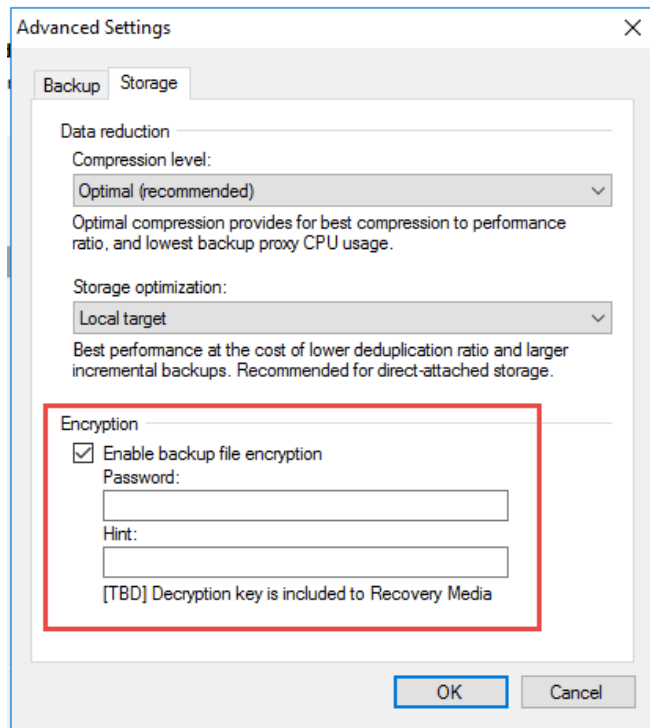 Advanced Settings
Backup
Storage
Data reduction
Compression level:
Optimal (recommended)
Optimal compression provides for best compression to performance
ratio, and lowest backup proxy CPU usage.
Storage optimization:
Local target
Best performance at the cost of lower deduplication ratio and larger
incremental backups. Recommended for direct-attached storage.
Encryption
Enable backup file encryption
Password:
Hint:
[TBD] Decryption key is included to Recovery Media
OK
Cancel